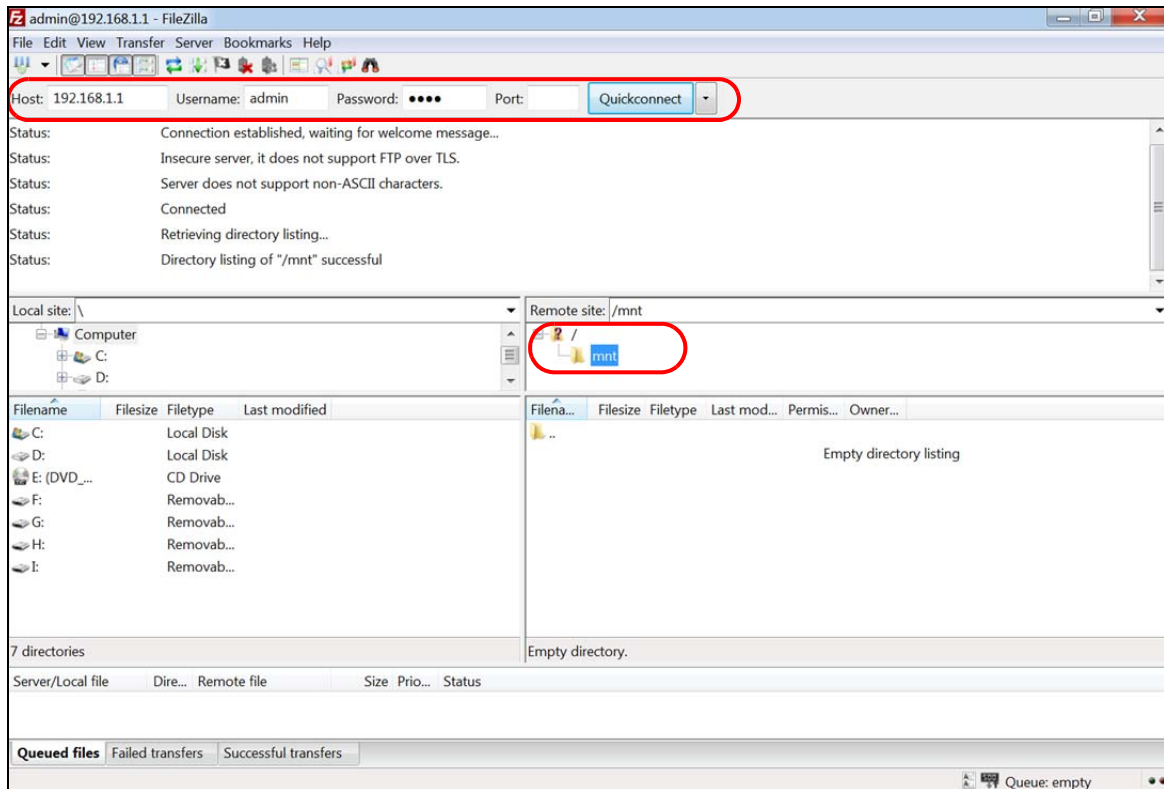 admin@192.168.1.1 - FileZilla
File Edit View Transfer Server Bookmarks Help
Host: 192.168.1.1 Username: admin Password: •••• Port: Quickconnect
Status: Connection established, waiting for welcome message...
Status: Insecure server, it does not support FTP over TLS.
Status: Server does not support non-ASCII characters.
Status: Connected
Status: Retrieving directory listing...
Status: Directory listing of "/mnt" successful
Local site: \
Computer
C:
D:
Remote site: /mnt
/
mnt
Filename Filesize Filetype Last modified
C: Local Disk
D: Local Disk
E: (DVD_... CD Drive
F: Removab...
G: Removab...
H: Removab...
I: Removab...
7 directories
Filena... Filesize Filetype Last mod... Permis... Owner...
..
Empty directory listing
Empty directory.
Server/Local file Dire... Remote file Size Prio... Status
Queued files Failed transfers Successful transfers
Queue: empty